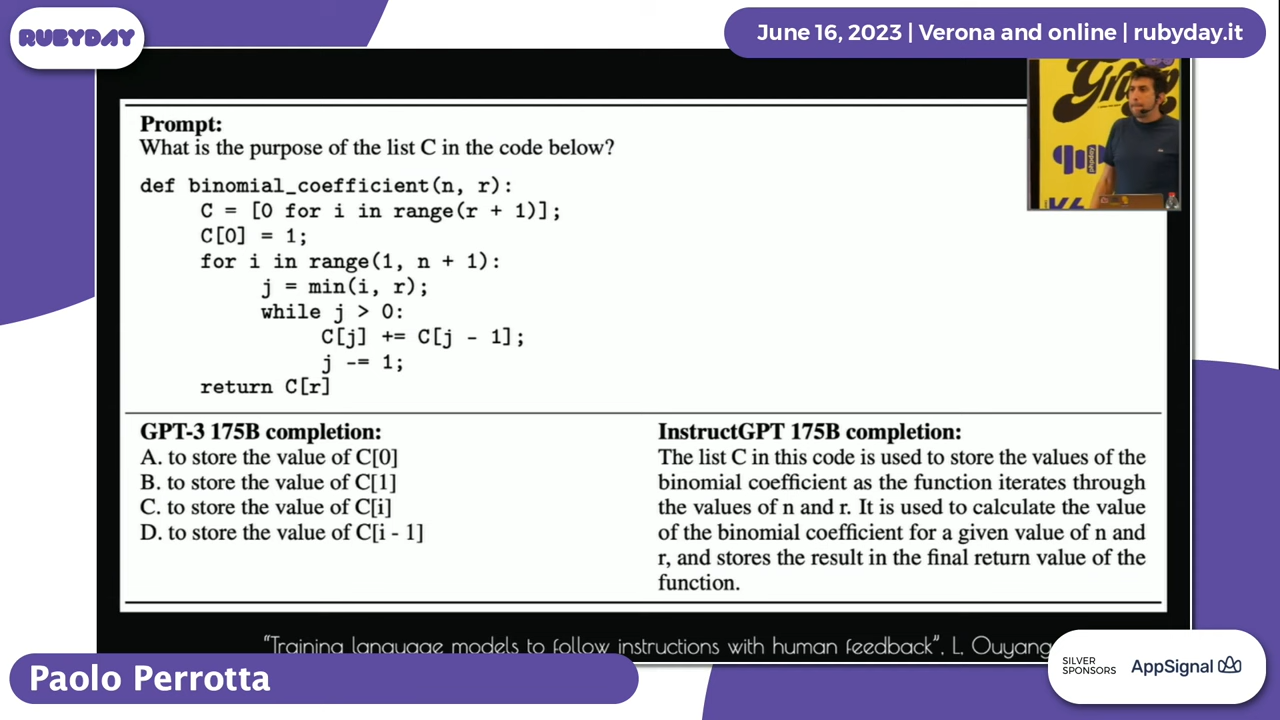 RUBYDAY
June 16, 2023 | Verona and online | rubyday.it
Prompt:
What is the purpose of the list C in the code below?
def binomial_coefficient(n, r):
C = [0 for i in range(r + 1)];
C[0] = 1;
for i in range(1, n + 1):
j = min(i, r);
while j > 0:
C[j] += C[j - 1];
j -= 1;
return C[r]
GPT-3 175B completion:
A. to store the value of C[0]
B. to store the value of C[1]
C. to store the value of C[i]
D. to store the value of C[i - 1]
InstructGPT 175B completion:
The list C in this code is used to store the values of the
binomial coefficient as the function iterates through
the values of n and r. It is used to calculate the value
of the binomial coefficient for a given value of n and
r, and stores the result in the final return value of the
function.
"Training language models to follow instructions with human feedback", L. Ouyang
Paolo Perrotta
SILVER
SPONSORS
AppSignal